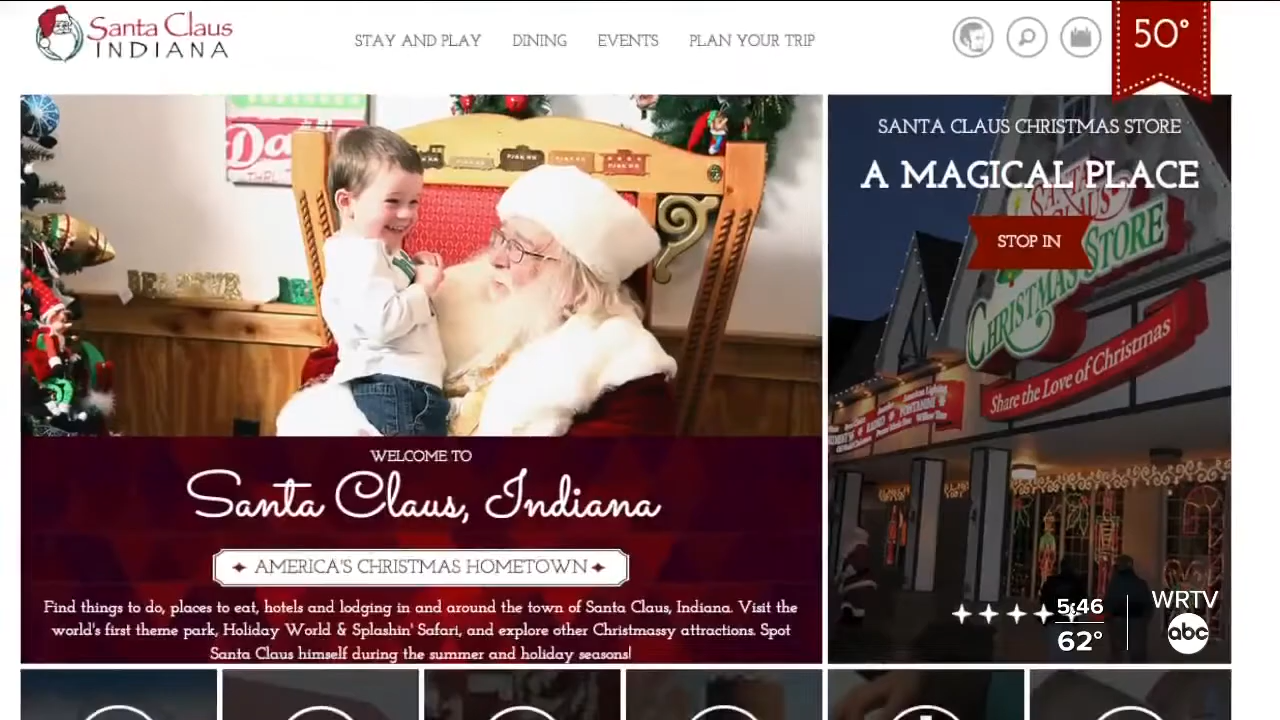 Santa Claus
INDIANA
STAY AND PLAY
DINING
EVENTS
PLAN YOUR TRIP
50°
Da
SANTA CLAUS CHRISTMAS STORE
A MAGICAL PLACE
STOP IN
SANTA
CLAUS
CHRISTMAS STORE
Share the Love of Christmas
WELCOME TO
Santa Claus, Indiana
AMERICA'S CHRISTMAS HOMETOWN
Find things to do, places to eat, hotels and lodging in and around the town of Santa Claus, Indiana. Visit the
world's first theme park, Holiday World & Splashin' Safari, and explore other Christmassy attractions. Spot
Santa Claus himself during the summer and holiday seasons!
5:46
62°
WRTV
abc